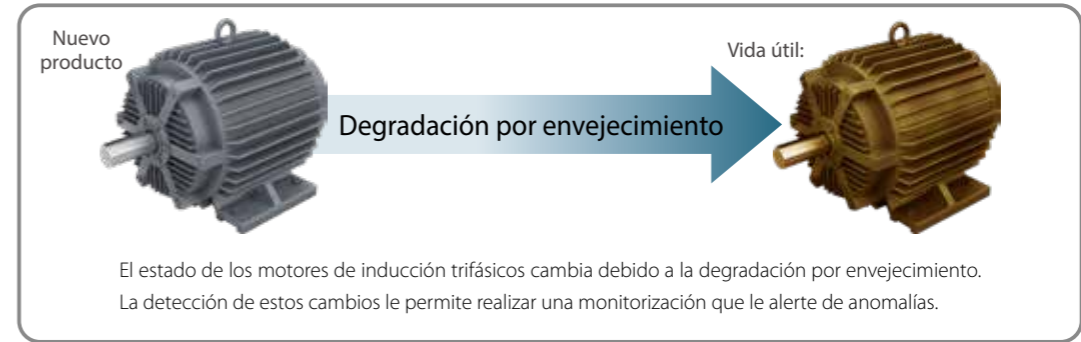 Nuevo
producto
Vida útil:
Degradación por envejecimiento
El estado de los motores de inducción trifásicos cambia debido a la degradación por envejecimiento.
La detección de estos cambios le permite realizar una monitorización que le alerte de anomalías.